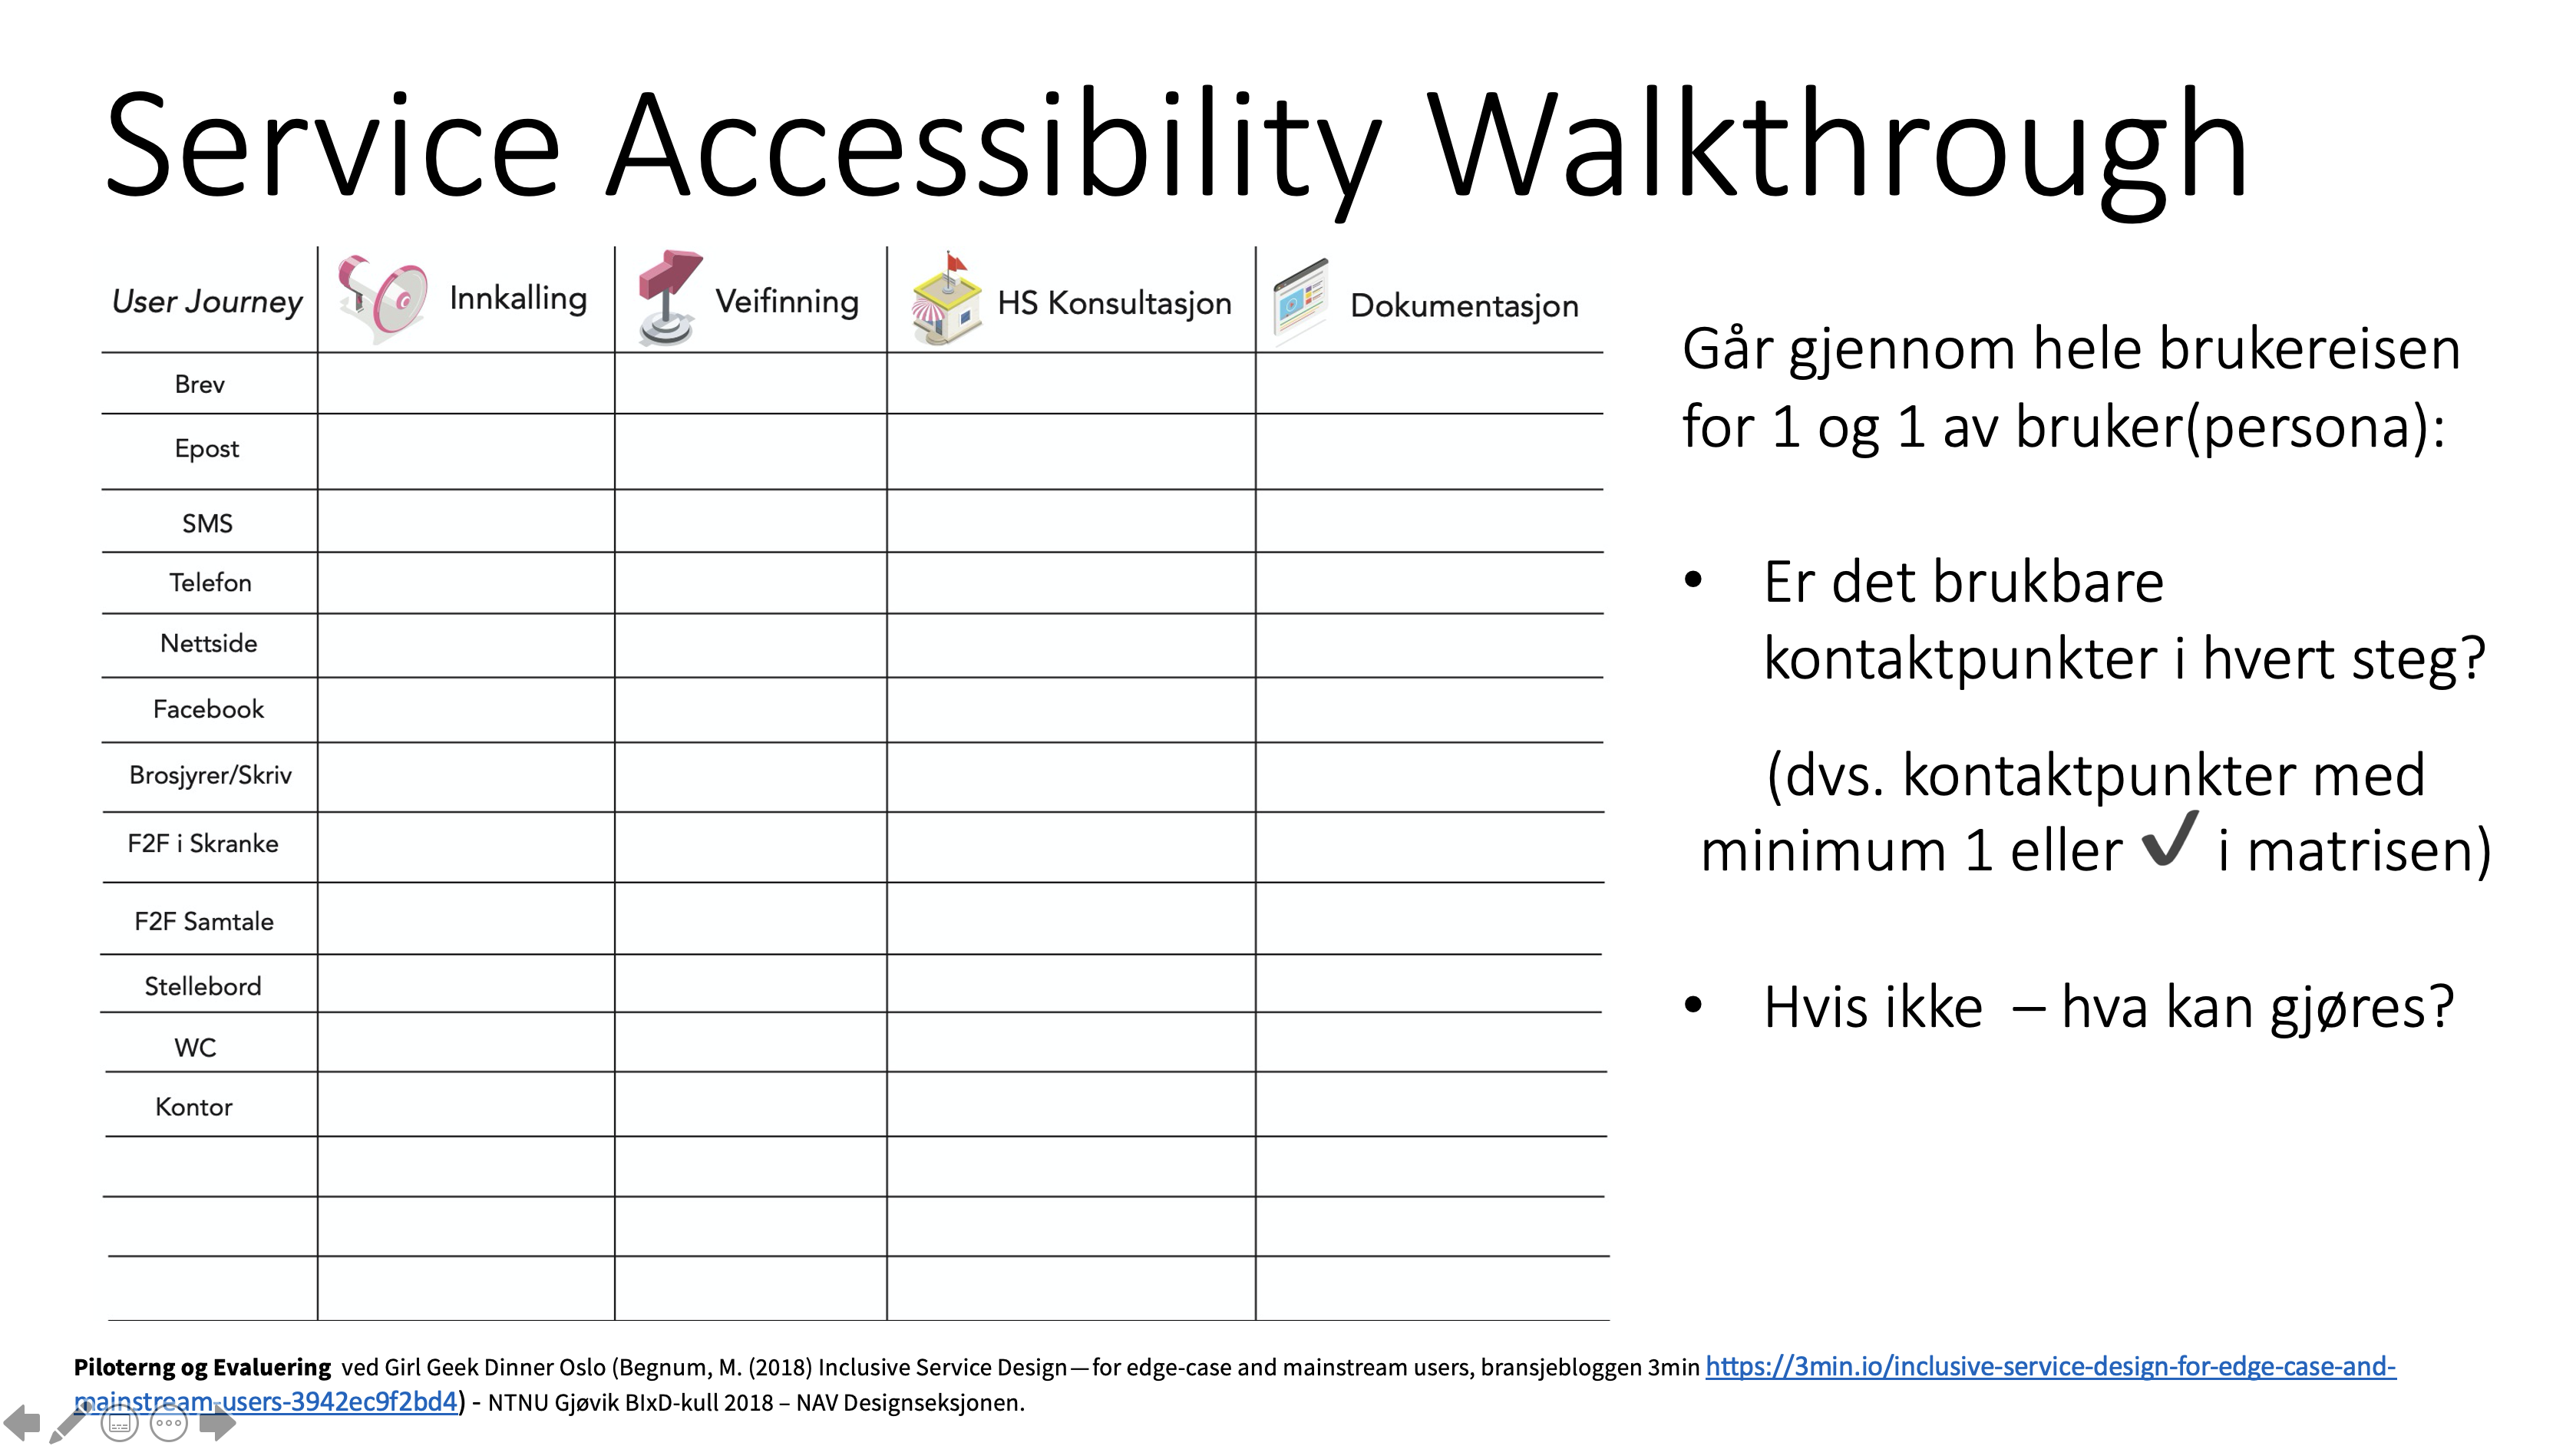 Service Accessibility Walkthrough
User Journey Innkalling Veifinning HS Konsultasjon Dokumentasjon
Brev
Epost
SMS
Telefon
Nettside
Facebook
Brosjyrer/Skriv
F2F i Skranke
F2F Samtale
Stellebord
WC
Kontor
Går gjennom hele brukereisen
for 1 og 1 av bruker(persona):
• Er det brukbare
kontaktpunkter i hvert steg?
(dvs. kontaktpunkter med
minimum 1 eller ✓ i matrisen)
• Hvis ikke – hva kan gjøres?
Piloterng og Evaluering ved Girl Geek Dinner Oslo (Begnum, M. (2018) Inclusive Service Design—for edge-case and mainstream users, bransjebloggen 3min https://3min.io/inclusive-service-design-for-edge-case-and-
mainstream-users-3942ec9f2bd4) - NTNU Gjøvik BIxD-kull 2018 – NAV Designseksjonen.